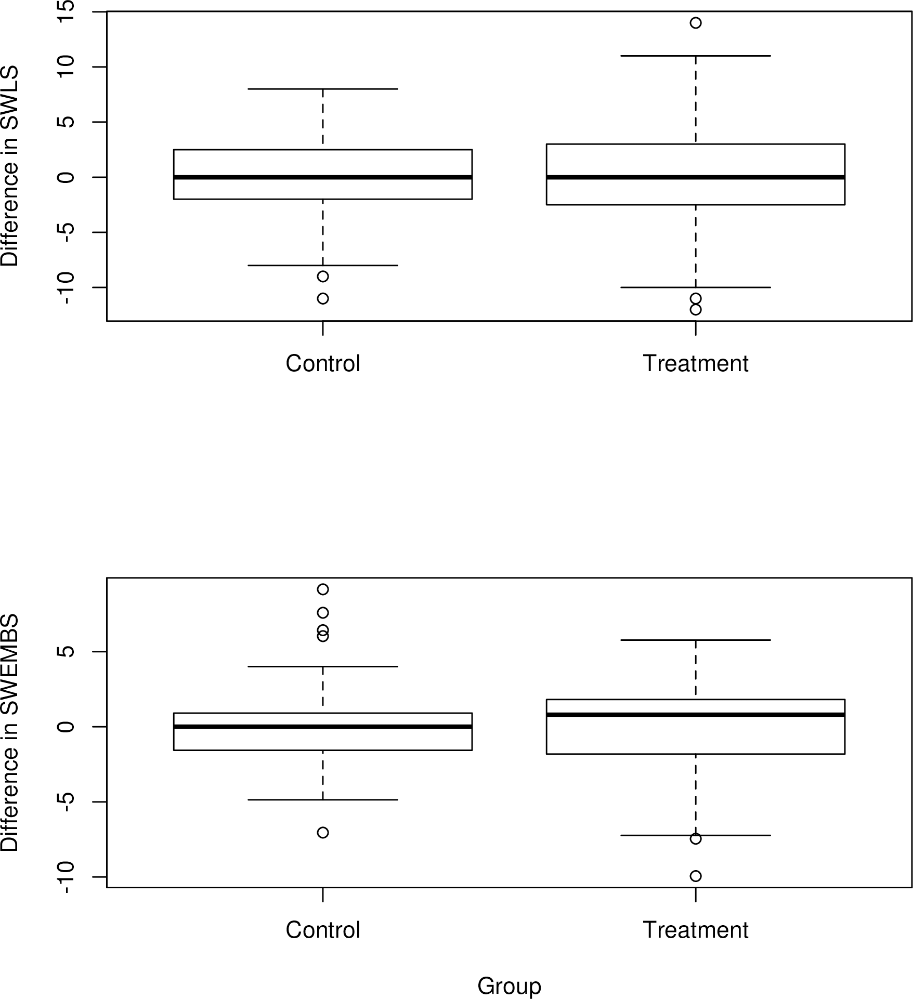 Difference in SWLS
15
10
5
0
-5
-10
Control
Treatment
Difference in SWEMBS
5
0
-5
-10
Control
Treatment
Group